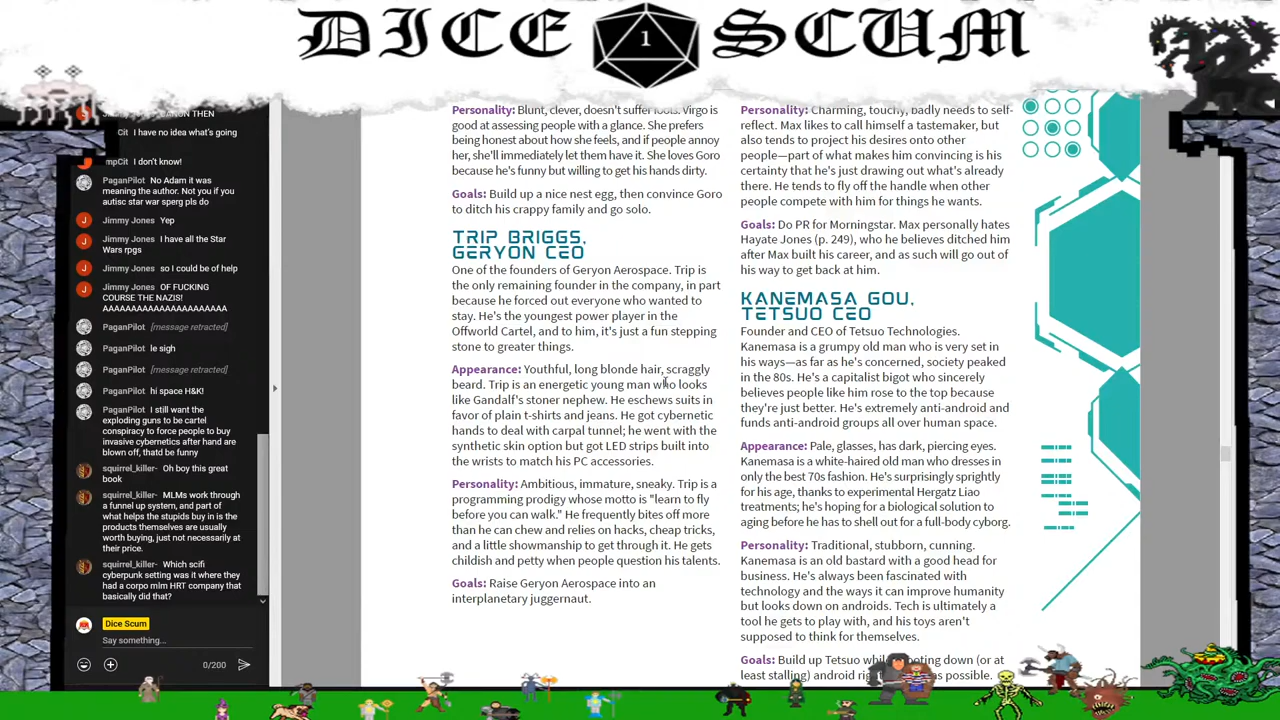 DICE SCUM
1
CANON THEN
Cit I have no idea what's going
mpCit I don't know!
PaganPilot No Adam it was
meaning the author. Not you if you
autisc star war sperg pls do
Jimmy Jones Yep
Jimmy Jones I have all the Star
Wars rpgs
Jimmy Jones so I could be of help
Jimmy Jones OF FUCKING
COURSE THE NAZIS!
AAAAAAAAAAAAAAAAAAAAAA
PaganPilot [message retracted]
PaganPilot le sigh
PaganPilot [message retracted]
PaganPilot hi space H&K!
PaganPilot I still want the
exploding guns to be cartel
conspiracy to force people to buy
invasive cybernetics after hand are
blown off, thatd be funny
squirrel_killer- Oh boy this great
book
squirrel_killer- MLMs work through
a funnel up system, and part of
what helps the stupids buy in is the
products themselves are usually
worth buying, just not necessarily at
their price.
squirrel_killer- Which scifi
cyberpunk setting was it where they
had a corpo mlm HRT company that
basically did that?
Dice Scum
Say something...
0/200
Personality: Blunt, clever, doesn't suffer fools. Virgo is
good at assessing people with a glance. She prefers
being honest about how she feels, and if people annoy
her, she'll immediately let them have it. She loves Goro
because he's funny but willing to get his hands dirty.
Goals: Build up a nice nest egg, then convince Goro
to ditch his crappy family and go solo.
TRIP BRIGGS,
GERYON CEO
One of the founders of Geryon Aerospace. Trip is
the only remaining founder in the company, in part
because he forced out everyone who wanted to
stay. He's the youngest power player in the
Offworld Cartel, and to him, it's just a fun stepping
stone to greater things.
Appearance: Youthful, long blonde hair, scraggly
beard. Trip is an energetic young man who looks
like Gandalf's stoner nephew. He eschews suits in
favor of plain t-shirts and jeans. He got cybernetic
hands to deal with carpal tunnel; he went with the
synthetic skin option but got LED strips built into
the wrists to match his PC accessories.
Personality: Ambitious, immature, sneaky. Trip is a
programming prodigy whose motto is "learn to fly
before you can walk." He frequently bites off more
than he can chew and relies on hacks, cheap tricks,
and a little showmanship to get through it. He gets
childish and petty when people question his talents.
Goals: Raise Geryon Aerospace into an
interplanetary juggernaut.
Personality: Charming, touchy, badly needs to self-
reflect. Max likes to call himself a tastemaker, but
also tends to project his desires onto other
people—part of what makes him convincing is his
certainty that he's just drawing out what's already
there. He tends to fly off the handle when other
people compete with him for things he wants.
Goals: Do PR for Morningstar. Max personally hates
Hayate Jones (p. 249), who he believes ditched him
after Max built his career, and as such will go out of
his way to get back at him.
KANEMASA GOU,
TETSUO CEO
Founder and CEO of Tetsuo Technologies.
Kanemasa is a grumpy old man who is very set in
his ways—as far as he's concerned, society peaked
in the 80s. He's a capitalist bigot who sincerely
believes people like him rose to the top because
they're just better. He's extremely anti-android and
funds anti-android groups all over human space.
Appearance: Pale, glasses, has dark, piercing eyes.
Kanemasa is a white-haired old man who dresses in
only the best 70s fashion. He's surprisingly sprightly
for his age, thanks to experimental Hergatz Liao
treatments; he's hoping for a biological solution to
aging before he has to shell out for a full-body cyborg.
Personality: Traditional, stubborn, cunning.
Kanemasa is an old bastard with a good head for
business. He's always been fascinated with
technology and the ways it can improve humanity
but looks down on androids. Tech is ultimately a
tool he gets to play with, and his toys aren't
supposed to think for themselves.
Goals: Build up Tetsuo while shooting down (or at
least stalling) android as possible.